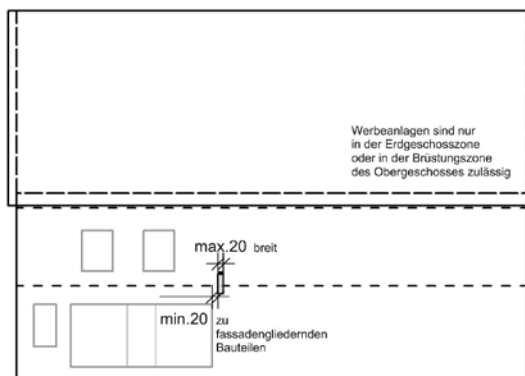 Werbeanlagen sind nur
in der Erdgeschosszone
oder in der Brüstungszone
des Obergeschosses zulässig
max.20 breit
min.20 zu
fassadengliedernden
Bauteilen